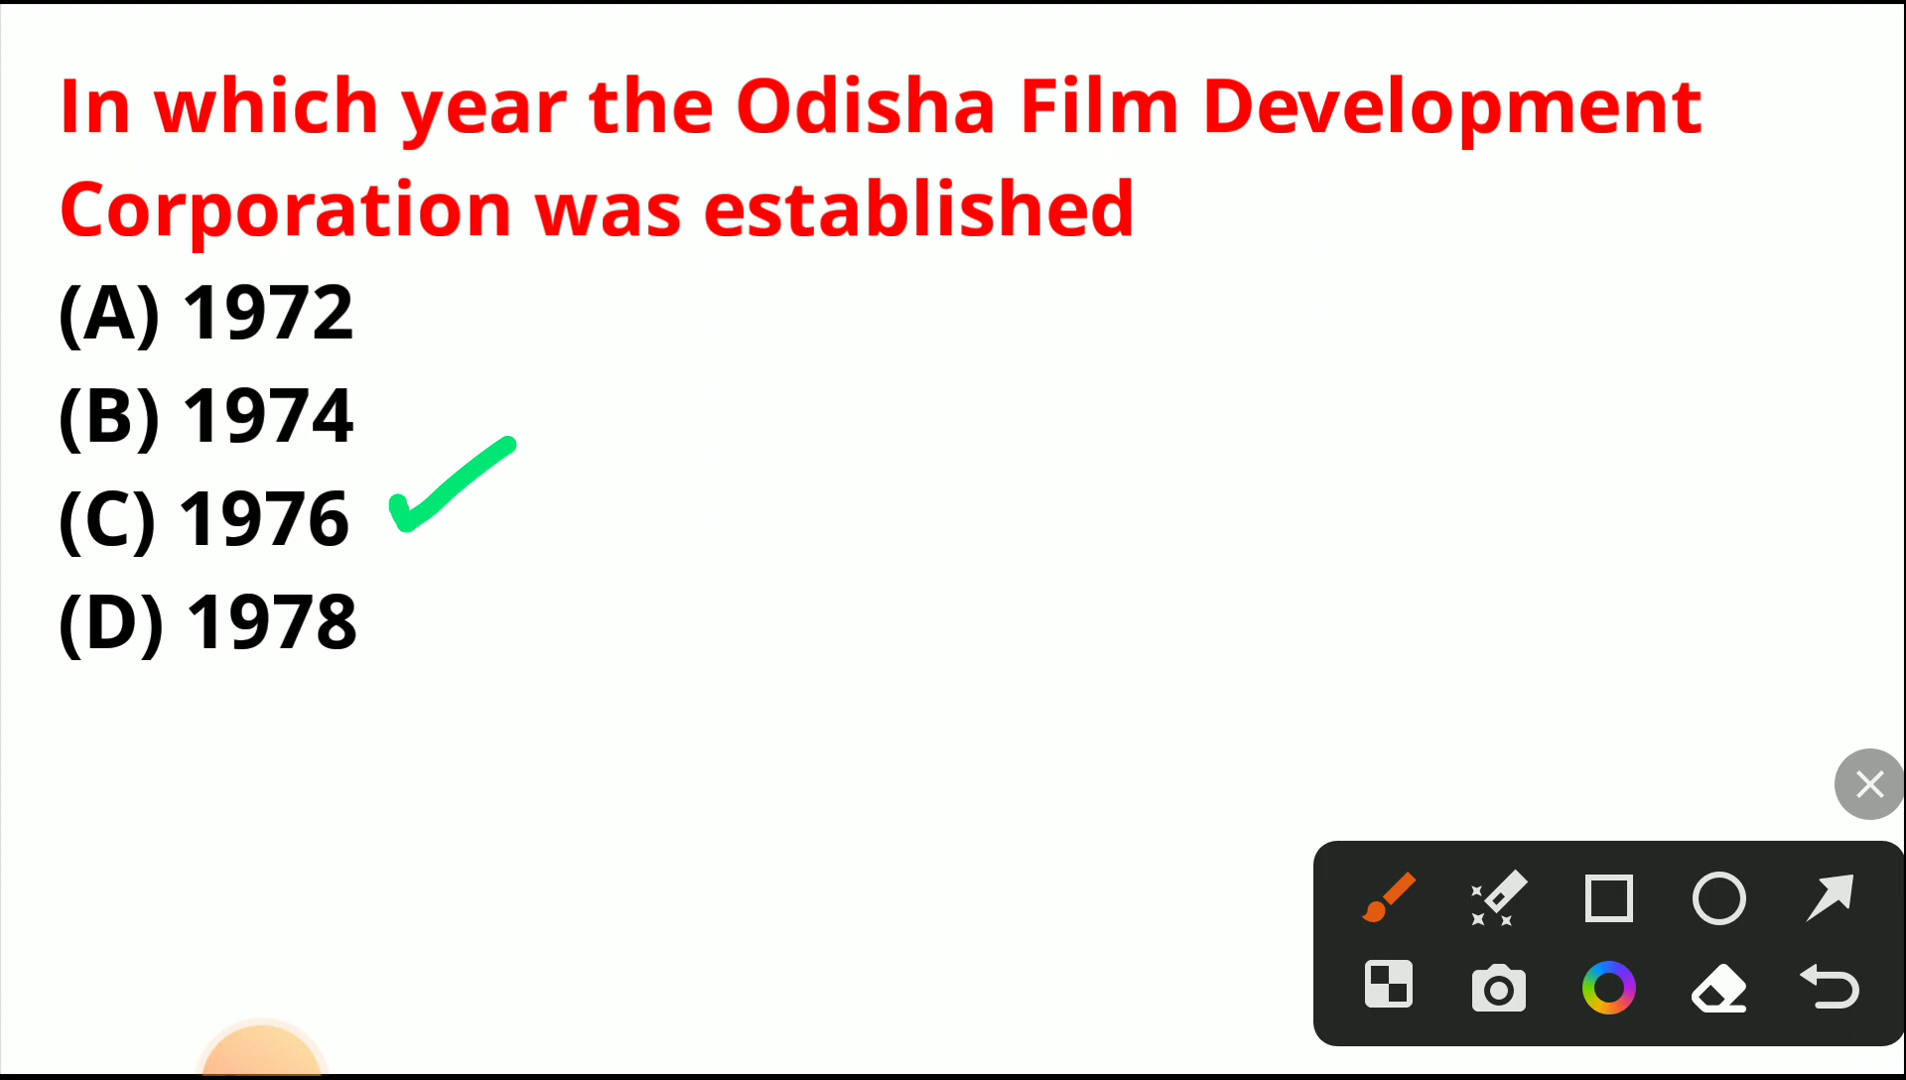 In which year the Odisha Film Development
Corporation was established
(A) 1972
(B) 1974
(C) 1976
(D) 1978